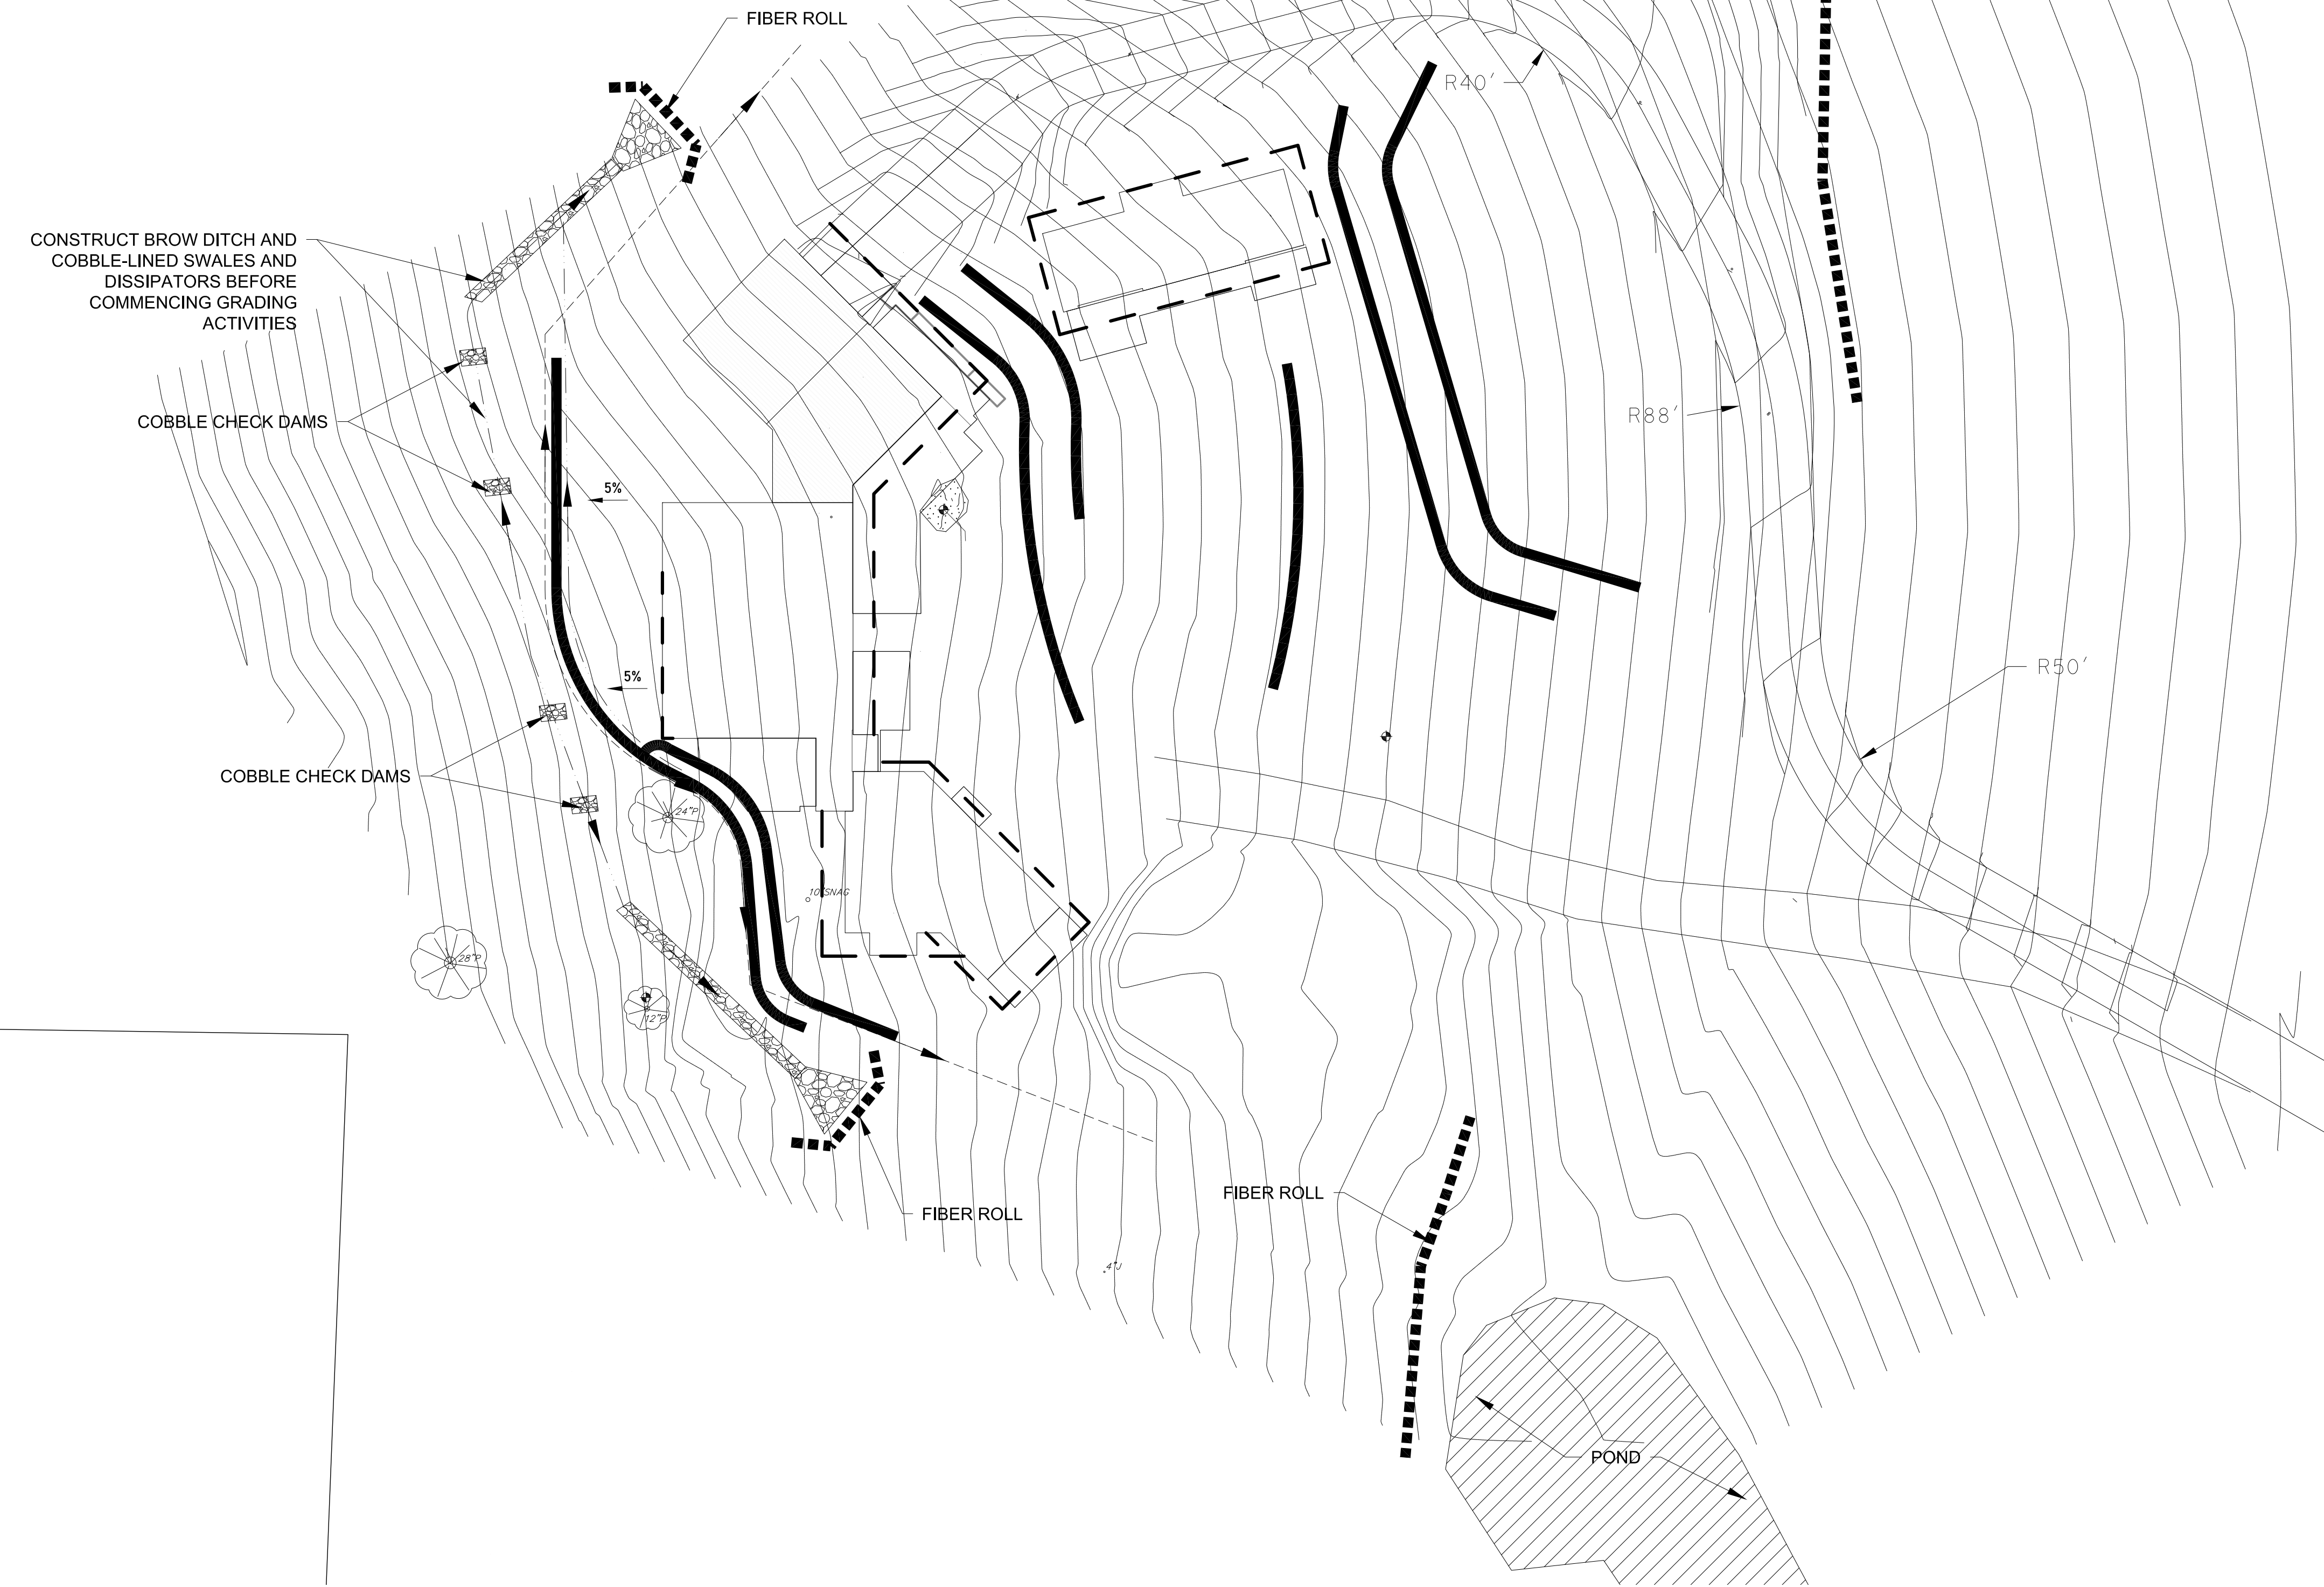 FIBER ROLL
R40'
CONSTRUCT BROW DITCH AND
COBBLE-LINED SWALES AND
DISSIPATORS BEFORE
COMMENCING GRADING
ACTIVITIES
COBBLE CHECK DAMS
R88'
5%
5%
R50'
COBBLE CHECK DAMS
24"P
10"SNAG
28"P
12"P
FIBER ROLL
FIBER ROLL
4"J
POND